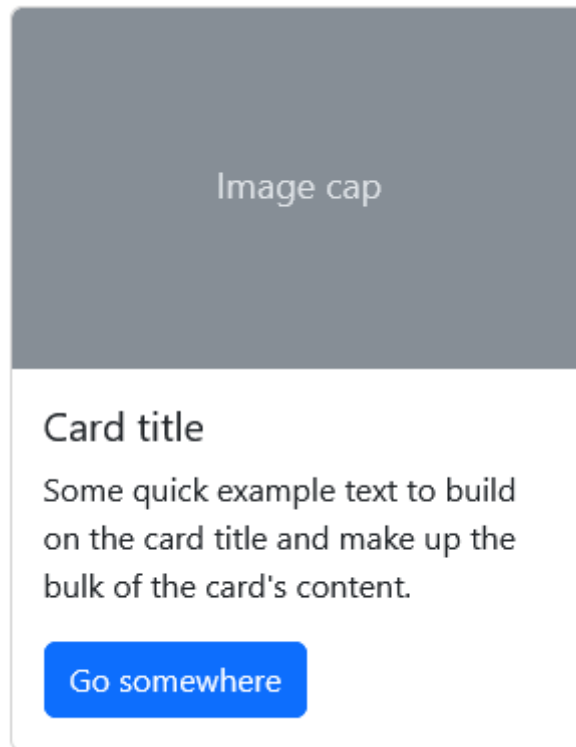 Image cap
Card title
Some quick example text to build
on the card title and make up the
bulk of the card's content.
Go somewhere